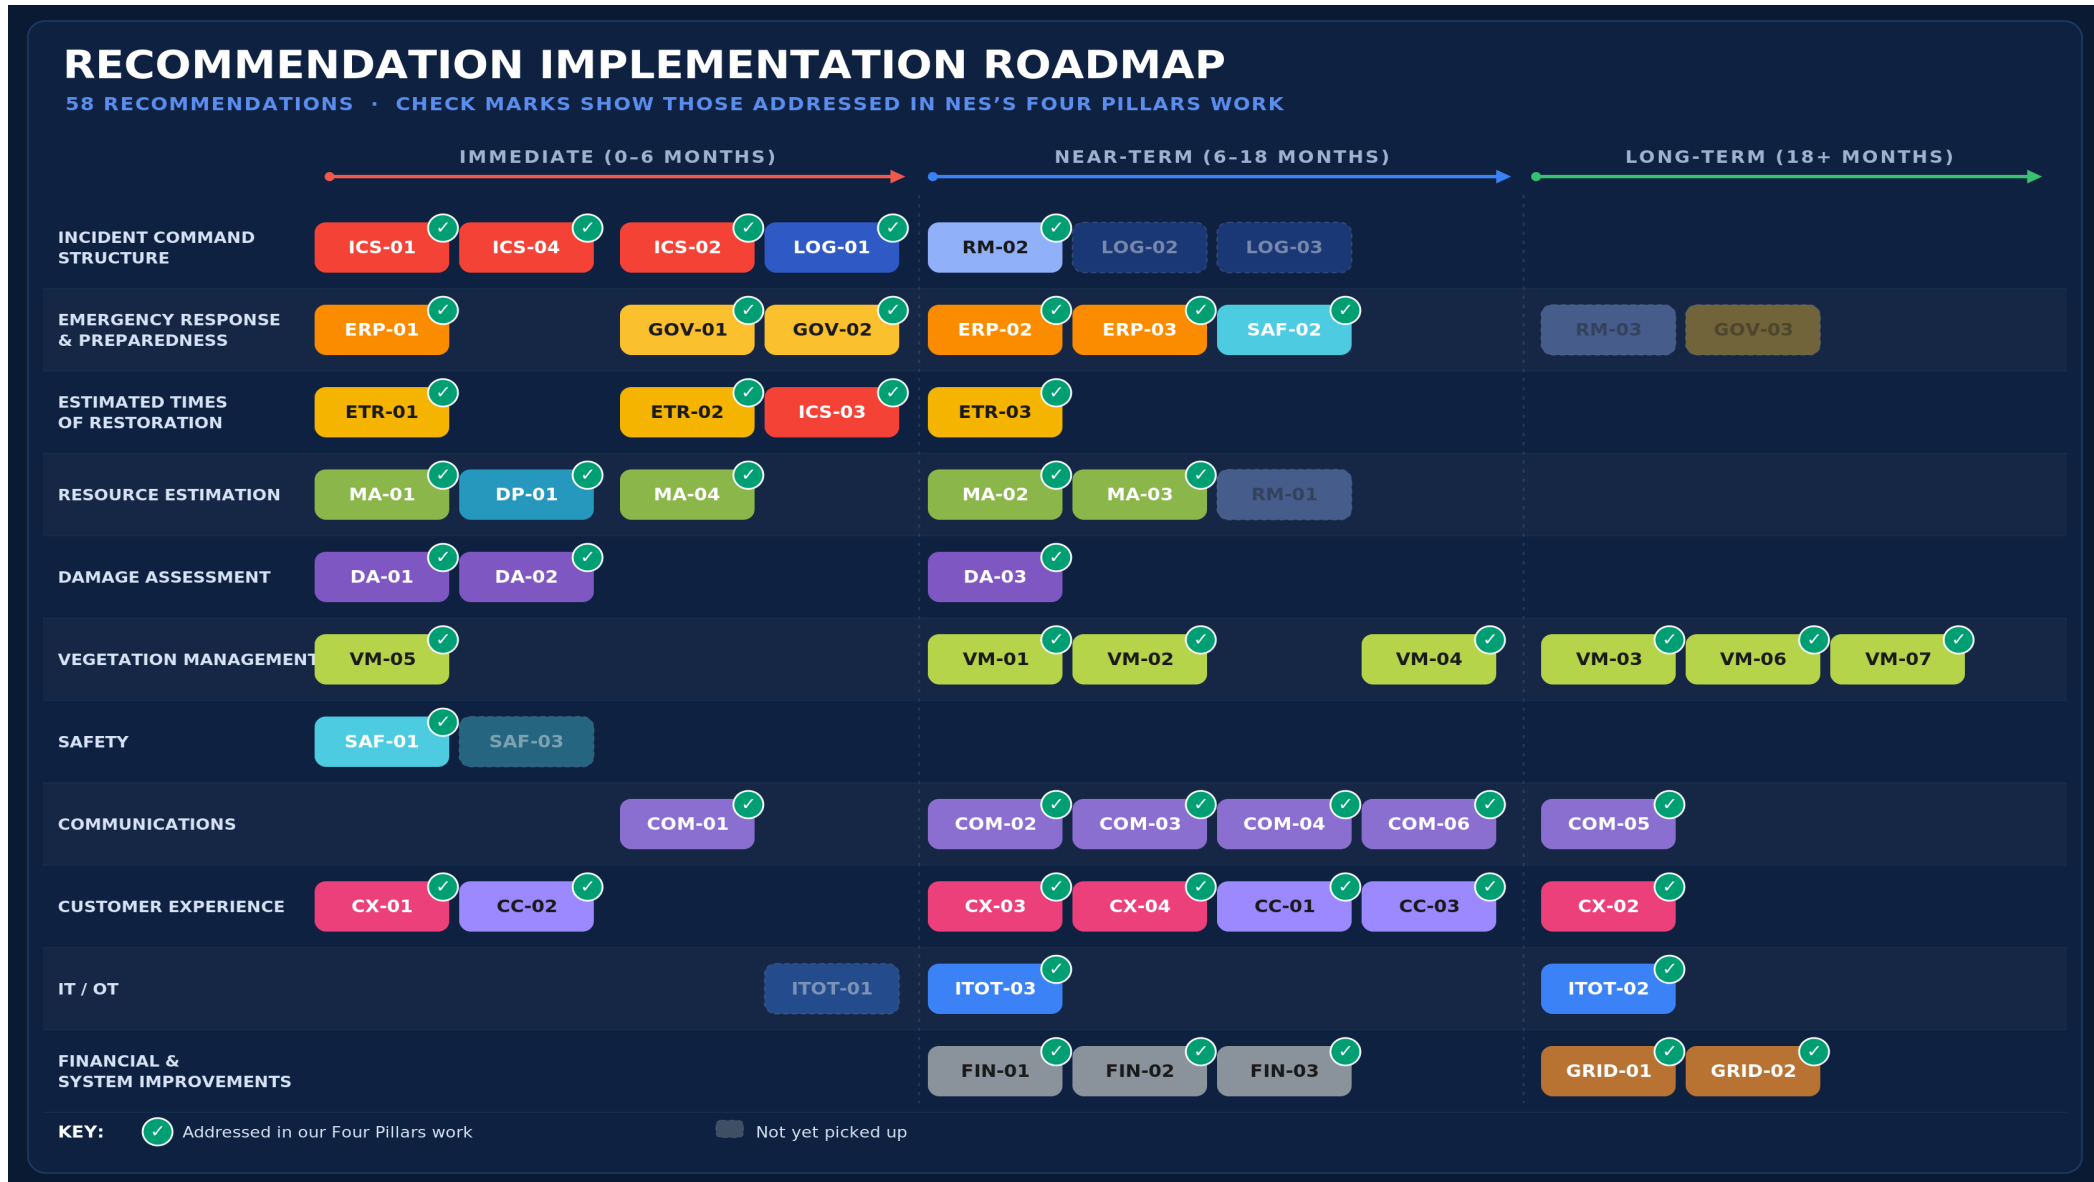 RECOMMENDATION IMPLEMENTATION ROADMAP
58 RECOMMENDATIONS · CHECK MARKS SHOW THOSE ADDRESSED IN NES’S FOUR PILLARS WORK
IMMEDIATE (0–6 MONTHS) NEAR-TERM (6–18 MONTHS) LONG-TERM (18+ MONTHS)
INCIDENT COMMAND
STRUCTURE
ICS-01 ✓ ICS-04 ✓ ICS-02 ✓ LOG-01 ✓ RM-02 ✓ LOG-02 LOG-03
EMERGENCY RESPONSE
& PREPAREDNESS
ERP-01 ✓ GOV-01 ✓ GOV-02 ✓ ERP-02 ✓ ERP-03 ✓ SAF-02 ✓ RM-03 GOV-03
ESTIMATED TIMES
OF RESTORATION
ETR-01 ✓ ETR-02 ✓ ICS-03 ✓ ETR-03 ✓
RESOURCE ESTIMATION MA-01 ✓ DP-01 ✓ MA-04 ✓ MA-02 ✓ MA-03 ✓ RM-01
DAMAGE ASSESSMENT DA-01 ✓ DA-02 ✓ DA-03 ✓
VEGETATION MANAGEMENT VM-05 ✓ VM-01 ✓ VM-02 ✓ VM-04 ✓ VM-03 ✓ VM-06 ✓ VM-07 ✓
SAFETY SAF-01 ✓ SAF-03
COMMUNICATIONS COM-01 ✓ COM-02 ✓ COM-03 ✓ COM-04 ✓ COM-06 ✓ COM-05 ✓
CUSTOMER EXPERIENCE CX-01 ✓ CC-02 ✓ CX-03 ✓ CX-04 ✓ CC-01 ✓ CC-03 ✓ CX-02 ✓
IT / OT ITOT-01 ITOT-03 ✓ ITOT-02 ✓
FINANCIAL &
SYSTEM IMPROVEMENTS
FIN-01 ✓ FIN-02 ✓ FIN-03 ✓ GRID-01 ✓ GRID-02 ✓
KEY: ✓ Addressed in our Four Pillars work Not yet picked up